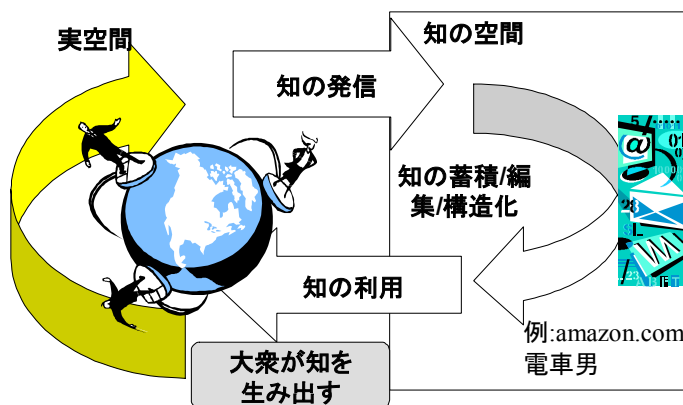 実空間
知の空間
知の発信
知の蓄積/編
集/構造化
知の利用
例:amazon.com
電車男
大衆が知を
生み出す